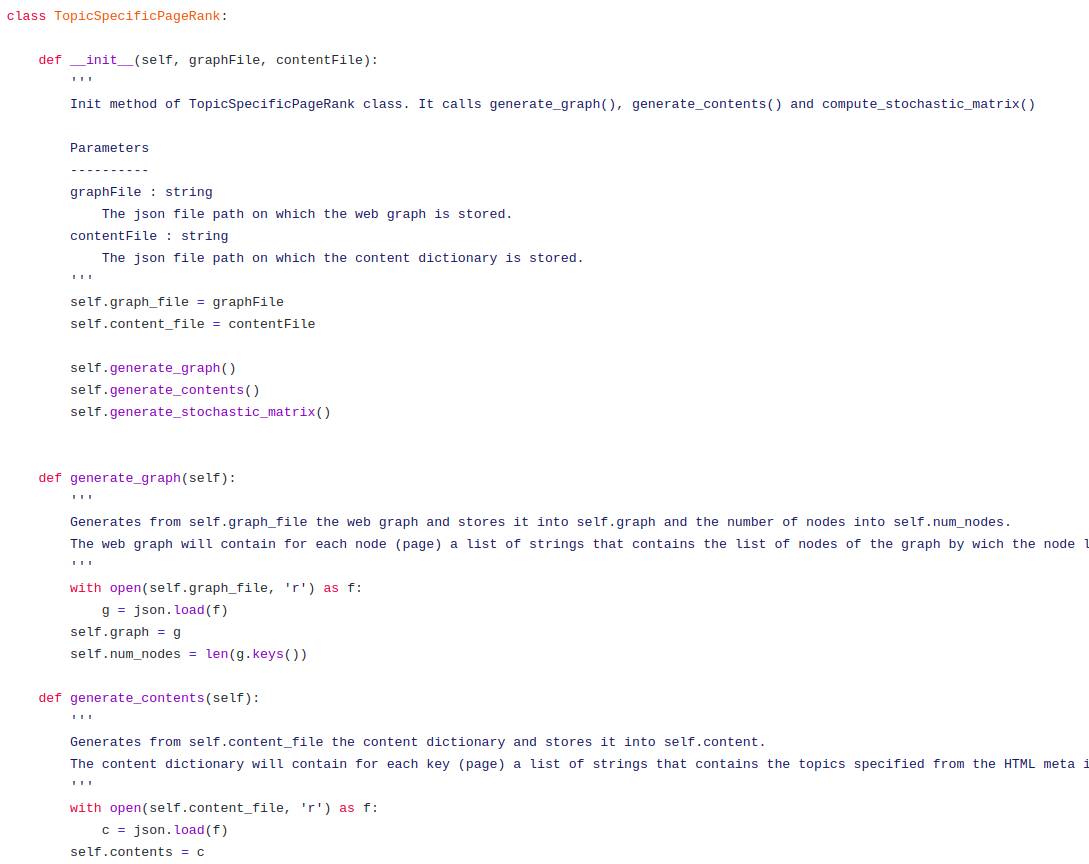 class TopicSpecificPageRank:
    def __init__(self, graphFile, contentFile):
        '''
        Init method of TopicSpecificPageRank class. It calls generate_graph(), generate_contents() and compute_stochastic_matrix()
        Parameters
        ----------
        graphFile : string
            The json file path on which the web graph is stored.
        contentFile : string
            The json file path on which the content dictionary is stored.
        '''
        self.graph_file = graphFile
        self.content_file = contentFile
        self.generate_graph()
        self.generate_contents()
        self.generate_stochastic_matrix()
    def generate_graph(self):
        '''
        Generates from self.graph_file the web graph and stores it into self.graph and the number of nodes into self.num_nodes.
        The web graph will contain for each node (page) a list of strings that contains the list of nodes of the graph by wich the node
        '''
        with open(self.graph_file, 'r') as f:
            g = json.load(f)
        self.graph = g
        self.num_nodes = len(g.keys())
    def generate_contents(self):
        '''
        Generates from self.content_file the content dictionary and stores it into self.content.
        The content dictionary will contain for each key (page) a list of strings that contains the topics specified from the HTML meta
        '''
        with open(self.content_file, 'r') as f:
            c = json.load(f)
        self.contents = c